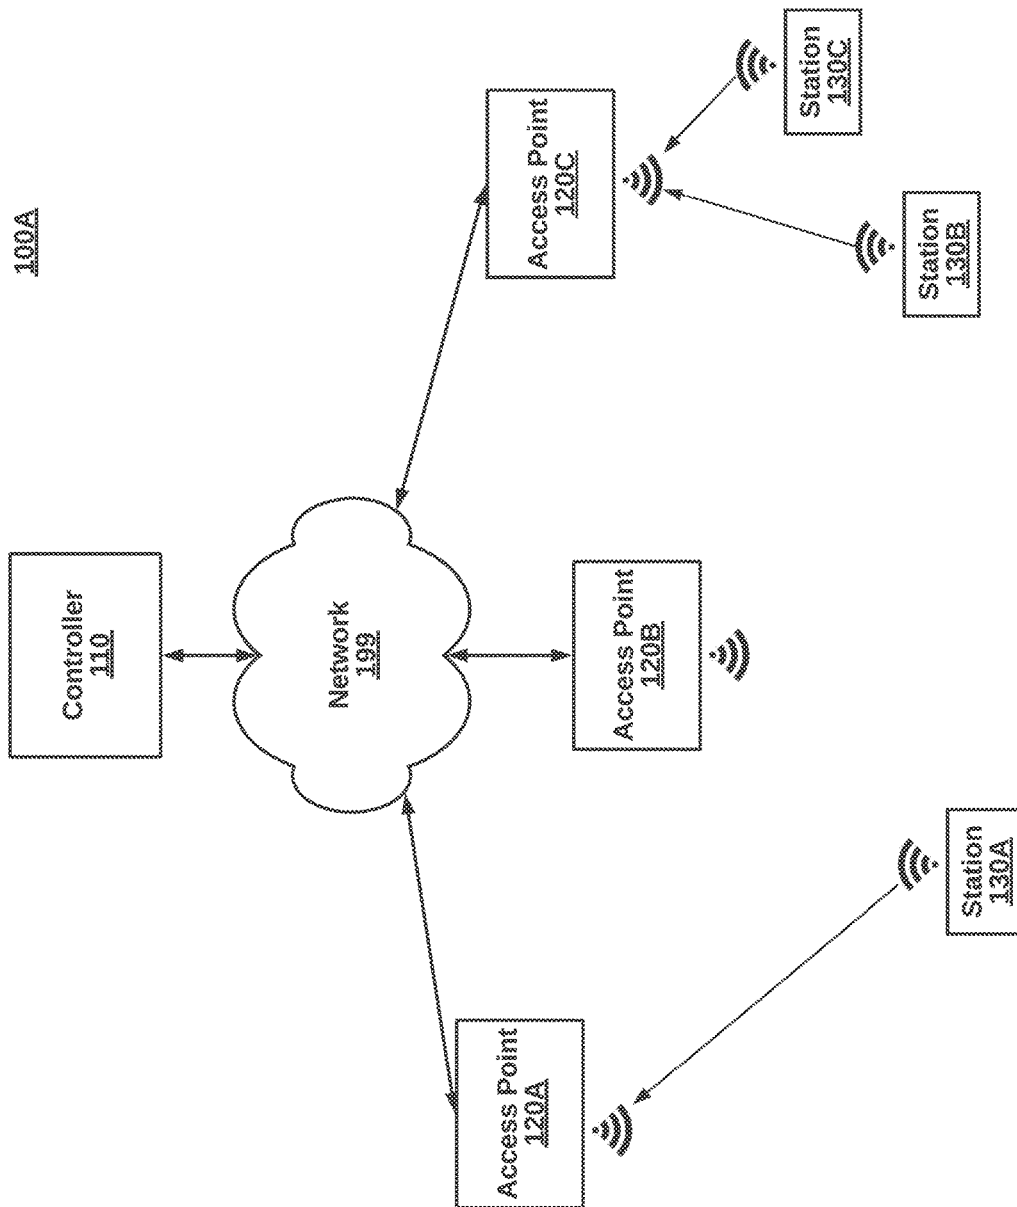 100A
Controller
110
Network
199
Access Point
120A
Access Point
120B
Access Point
120C
Station
130A
Station
130B
Station
130C